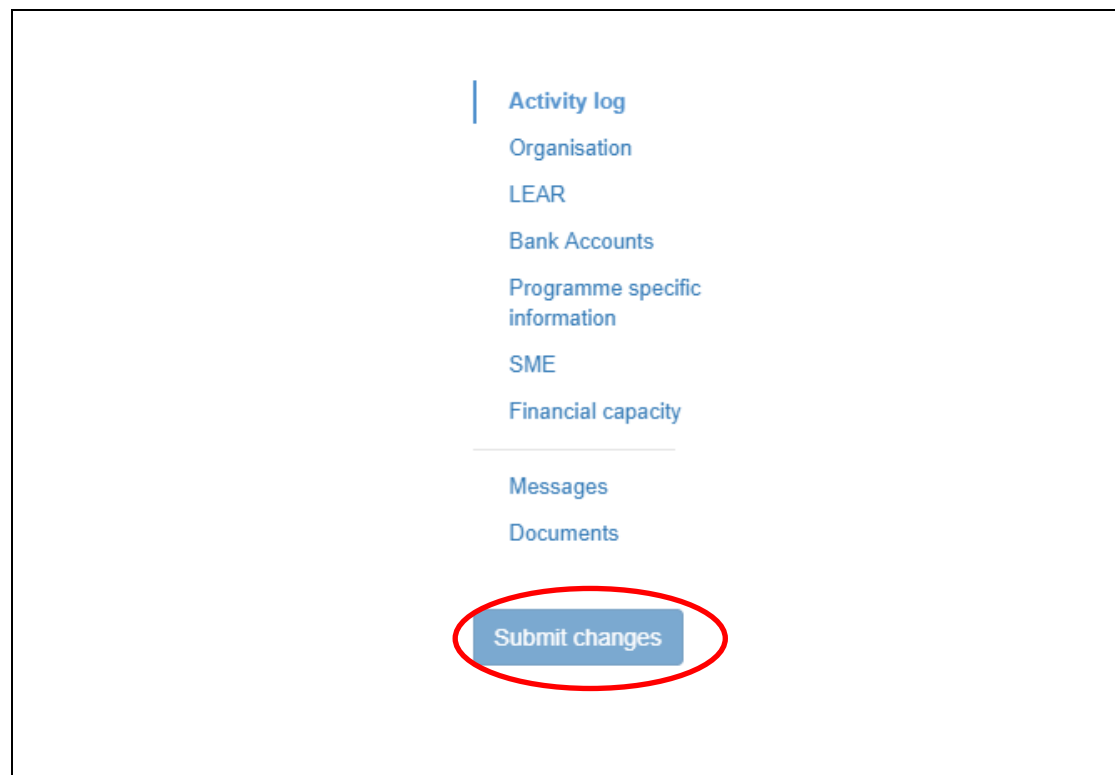 Activity log
Organisation
LEAR
Bank Accounts
Programme specific
information
SME
Financial capacity
Messages
Documents
Submit changes